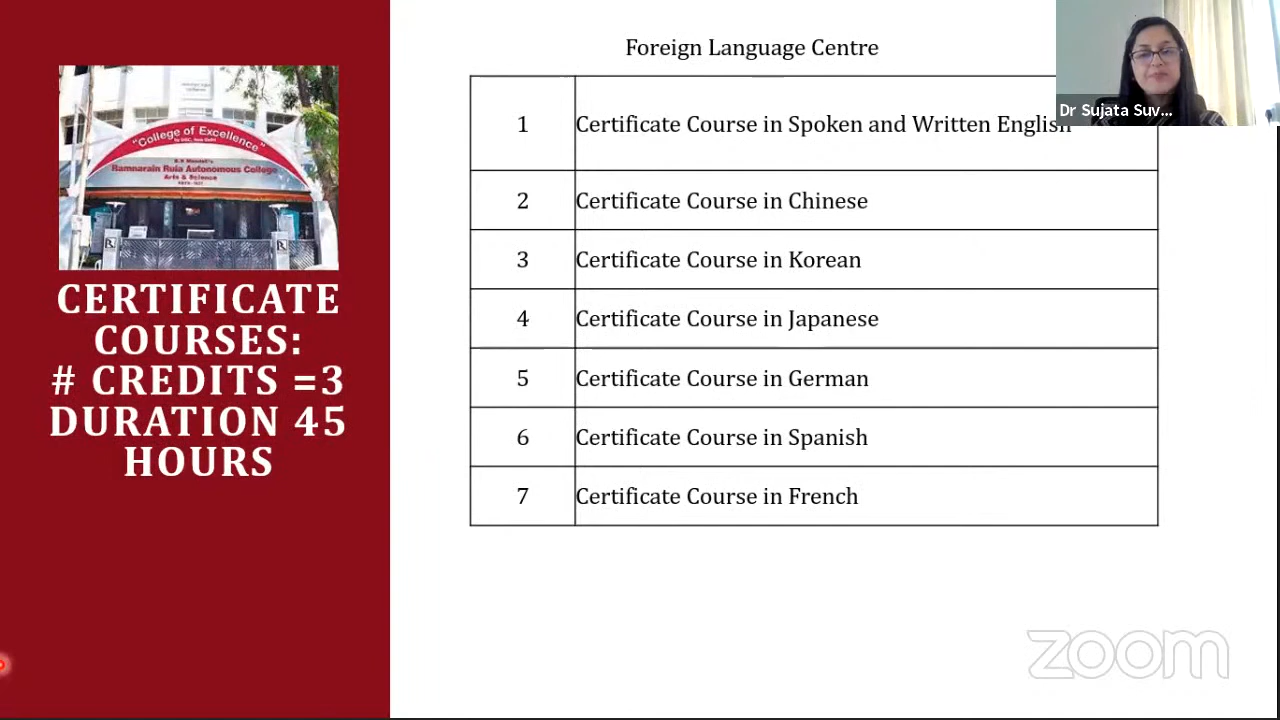 "College of Excellence"
Ramnarain Ruia Autonomous College
Arts & Science
CERTIFICATE
COURSES:
# CREDITS =3
DURATION 45
HOURS
Foreign Language Centre
1 Certificate Course in Spoken and Written English
2 Certificate Course in Chinese
3 Certificate Course in Korean
4 Certificate Course in Japanese
5 Certificate Course in German
6 Certificate Course in Spanish
7 Certificate Course in French
Dr Sujata Suv...
zoom